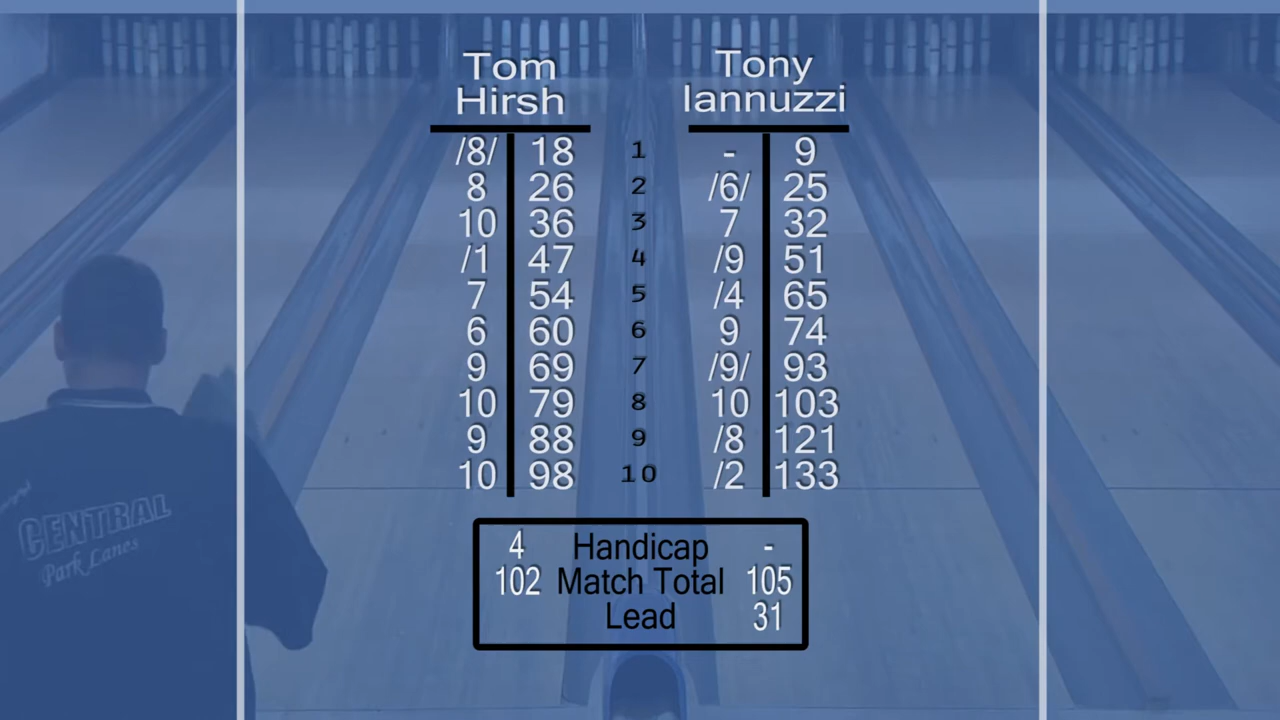 Tom Hirsh
Tony Iannuzzi
/8/ 18 1 - 9
8 26 2 /6/ 25
10 36 3 7 32
/1 47 4 /9 51
7 54 5 /4 65
6 60 6 9 74
9 69 7 /9/ 93
10 79 8 10 103
9 88 9 /8 121
10 98 10 /2 133
4 Handicap -
102 Match Total 105
Lead 31
CENTRAL
Park Lanes